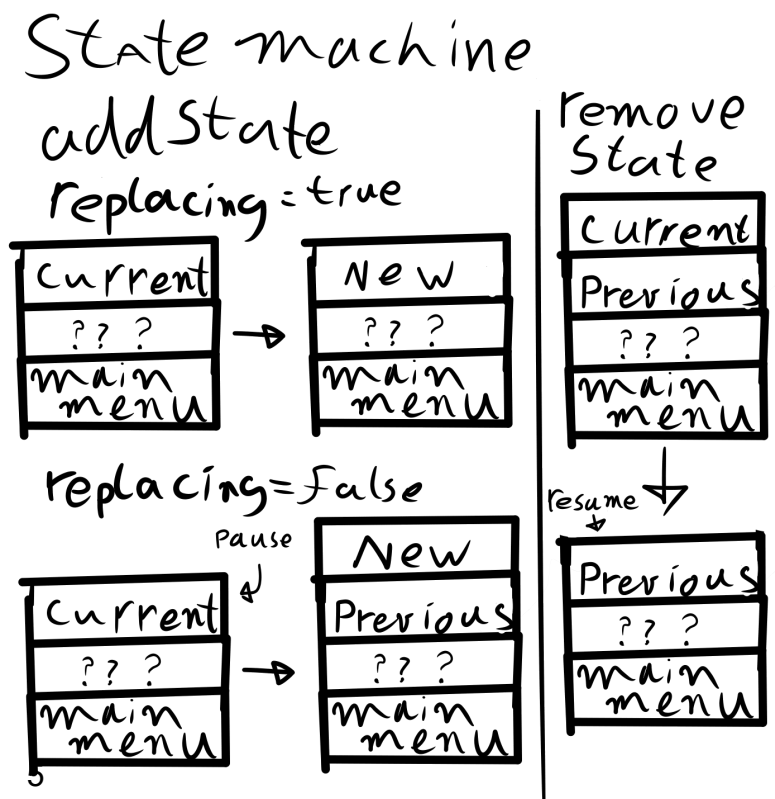 State machine
addState
replacing=true
Current
? ? ?
main
menu
New
? ? ?
main
menu
replacing=false
Pause
Current
? ? ?
main
menu
New
Previous
? ? ?
main
menu
remove
State
Current
Previous
? ? ?
main
menu
resume
Previous
? ? ?
main
menu